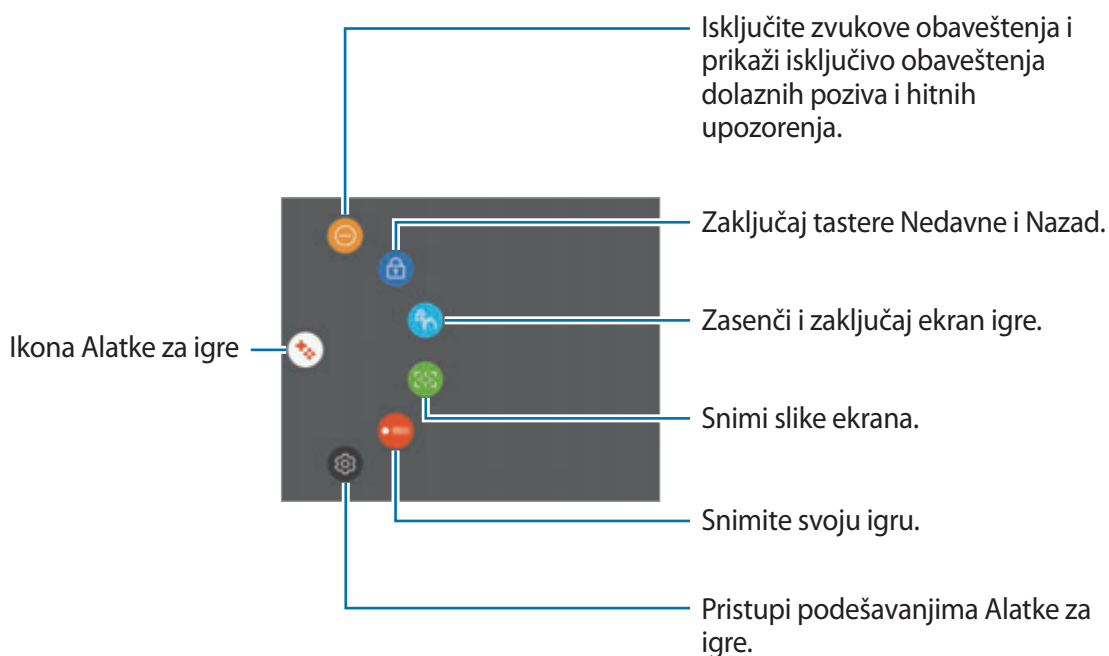 Isključite zvukove obaveštenja i
prikaži isključivo obaveštenja
dolaznih poziva i hitnih
upozorenja.
Zaključaj tastere Nedavne i Nazad.
Zasenči i zaključaj ekran igre.
Ikona Alatke za igre
Snimi slike ekrana.
Snimite svoju igru.
Pristupi podešavanjima Alatke za
igre.